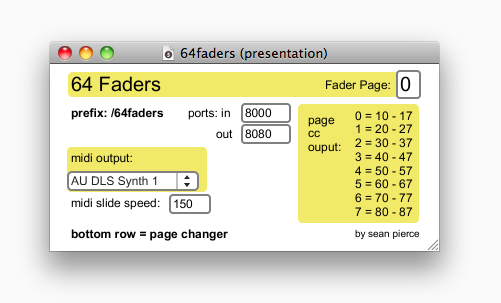 64faders (presentation)
64 Faders
Fader Page: 0
prefix: /64faders
ports: in 8000
out 8080
midi output:
AU DLS Synth 1
midi slide speed: 150
bottom row = page changer
page
cc
ouput:
0 = 10 - 17
1 = 20 - 27
2 = 30 - 37
3 = 40 - 47
4 = 50 - 57
5 = 60 - 67
6 = 70 - 77
7 = 80 - 87
by sean pierce